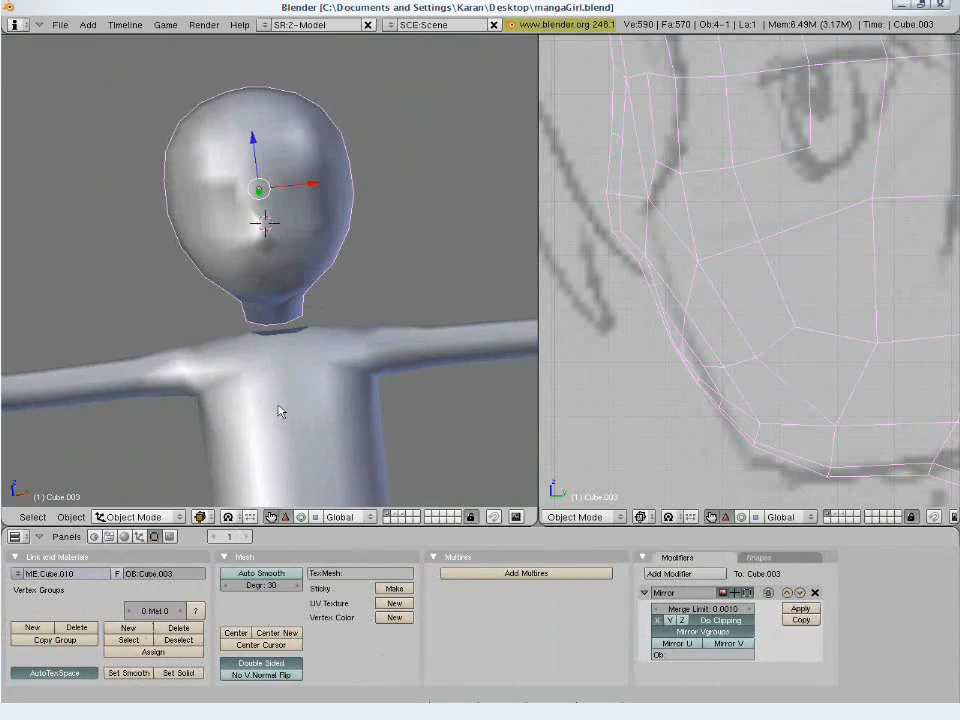 Blender [C:\Documents and Settings\Karan\Desktop\mangaGirl.blend]
File Add Timeline Game Render Help SR:2-Model SCE:Scene www.blender.org 248.1 Ve:590 | Fa:570 | Ob:4-1 | La:1 | Mem:6.49M (3.17M) | Time: | Cube.003
(1) Cube.003
(1) Cube.003
Select Object Object Mode Global
Object Mode Global
Panels 1
Link and Materials
ME:Cube.010 F OB:Cube.003
Vertex Groups
0 Mat 0 ?
New Delete New Delete
Copy Group Select Deselect
Assign
AutoTexSpace Set Smooth Set Solid
Mesh
Auto Smooth
Degr: 30
TexMesh:
Sticky Make
UV Texture New
Vertex Color New
Center Center New
Center Cursor
Double Sided
No V.Normal Flip
Multires
Add Multires
Modifiers Shapes
Add Modifier To: Cube.003
Mirror
Merge Limit: 0.0010 Apply
X Y Z Do Clipping Copy
Mirror Vgroups
Mirror U Mirror V
Ob: